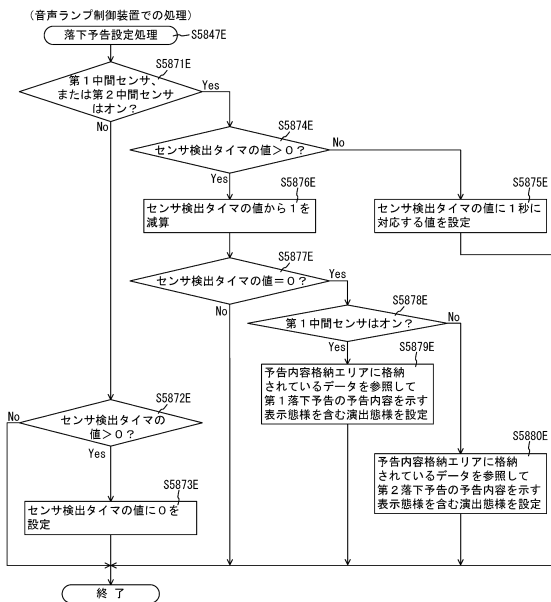 (音声ランプ制御装置での処理)
落下予告設定処理
S5847E
S5871E
第1中間センサ、
または第2中間センサ
はオン?
Yes
No
S5874E
センサ検出タイマの値>0?
No
Yes
S5875E
センサ検出タイマの値に1秒に
対応する値を設定
S5876E
センサ検出タイマの値から1を
減算
S5877E
センサ検出タイマの値=0?
Yes
No
S5878E
第1中間センサはオン?
No
Yes
S5879E
予告内容格納エリアに格納
されているデータを参照して
第1落下予告の予告内容を示す
表示態様を含む演出態様を設定
S5872E
センサ検出タイマの
値>0?
No
Yes
S5880E
予告内容格納エリアに格納
されているデータを参照して
第2落下予告の予告内容を示す
表示態様を含む演出態様を設定
S5873E
センサ検出タイマの値に0を
設定
終了